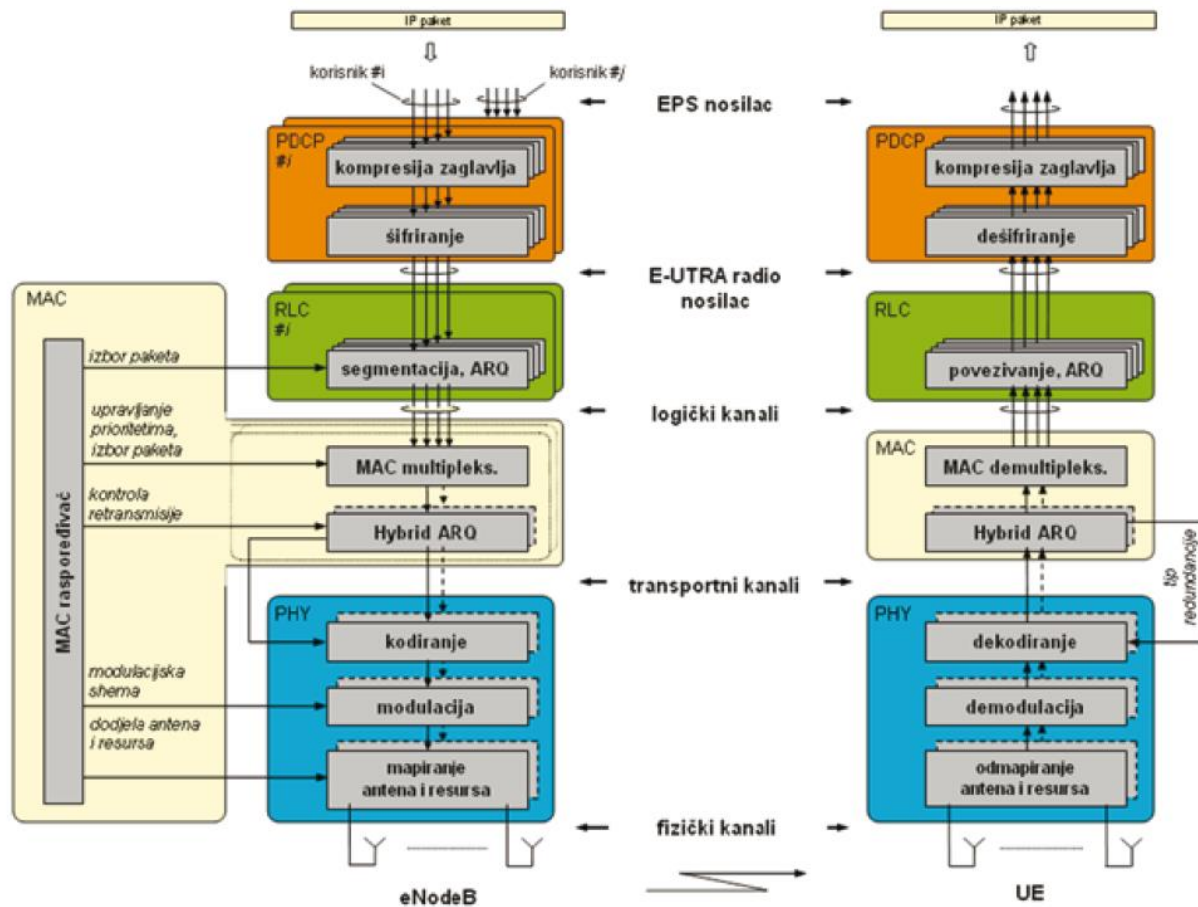 IP paket
IP paket
korisnik #i
korisnik #j
EPS nosilac
PDCP
#i
kompresija zaglavlja
šifriranje
PDCP
kompresija zaglavlja
dešifriranje
E-UTRA radio
nosilac
MAC
MAC raspoređivač
izbor paketa
upravljanje
prioritetima,
izbor paketa
kontrola
retransmisije
modulacijska
shema
dodjela antena
i resursa
RLC
#i
segmentacija, ARQ
RLC
povezivanje, ARQ
logički kanali
MAC multipleks.
Hybrid ARQ
MAC
MAC demultipleks.
Hybrid ARQ
tip
redundancije
transportni kanali
PHY
kodiranje
modulacija
mapiranje
antena i resursa
PHY
dekodiranje
demodulacija
odmapiranje
antena i resursa
fizički kanali
eNodeB
UE